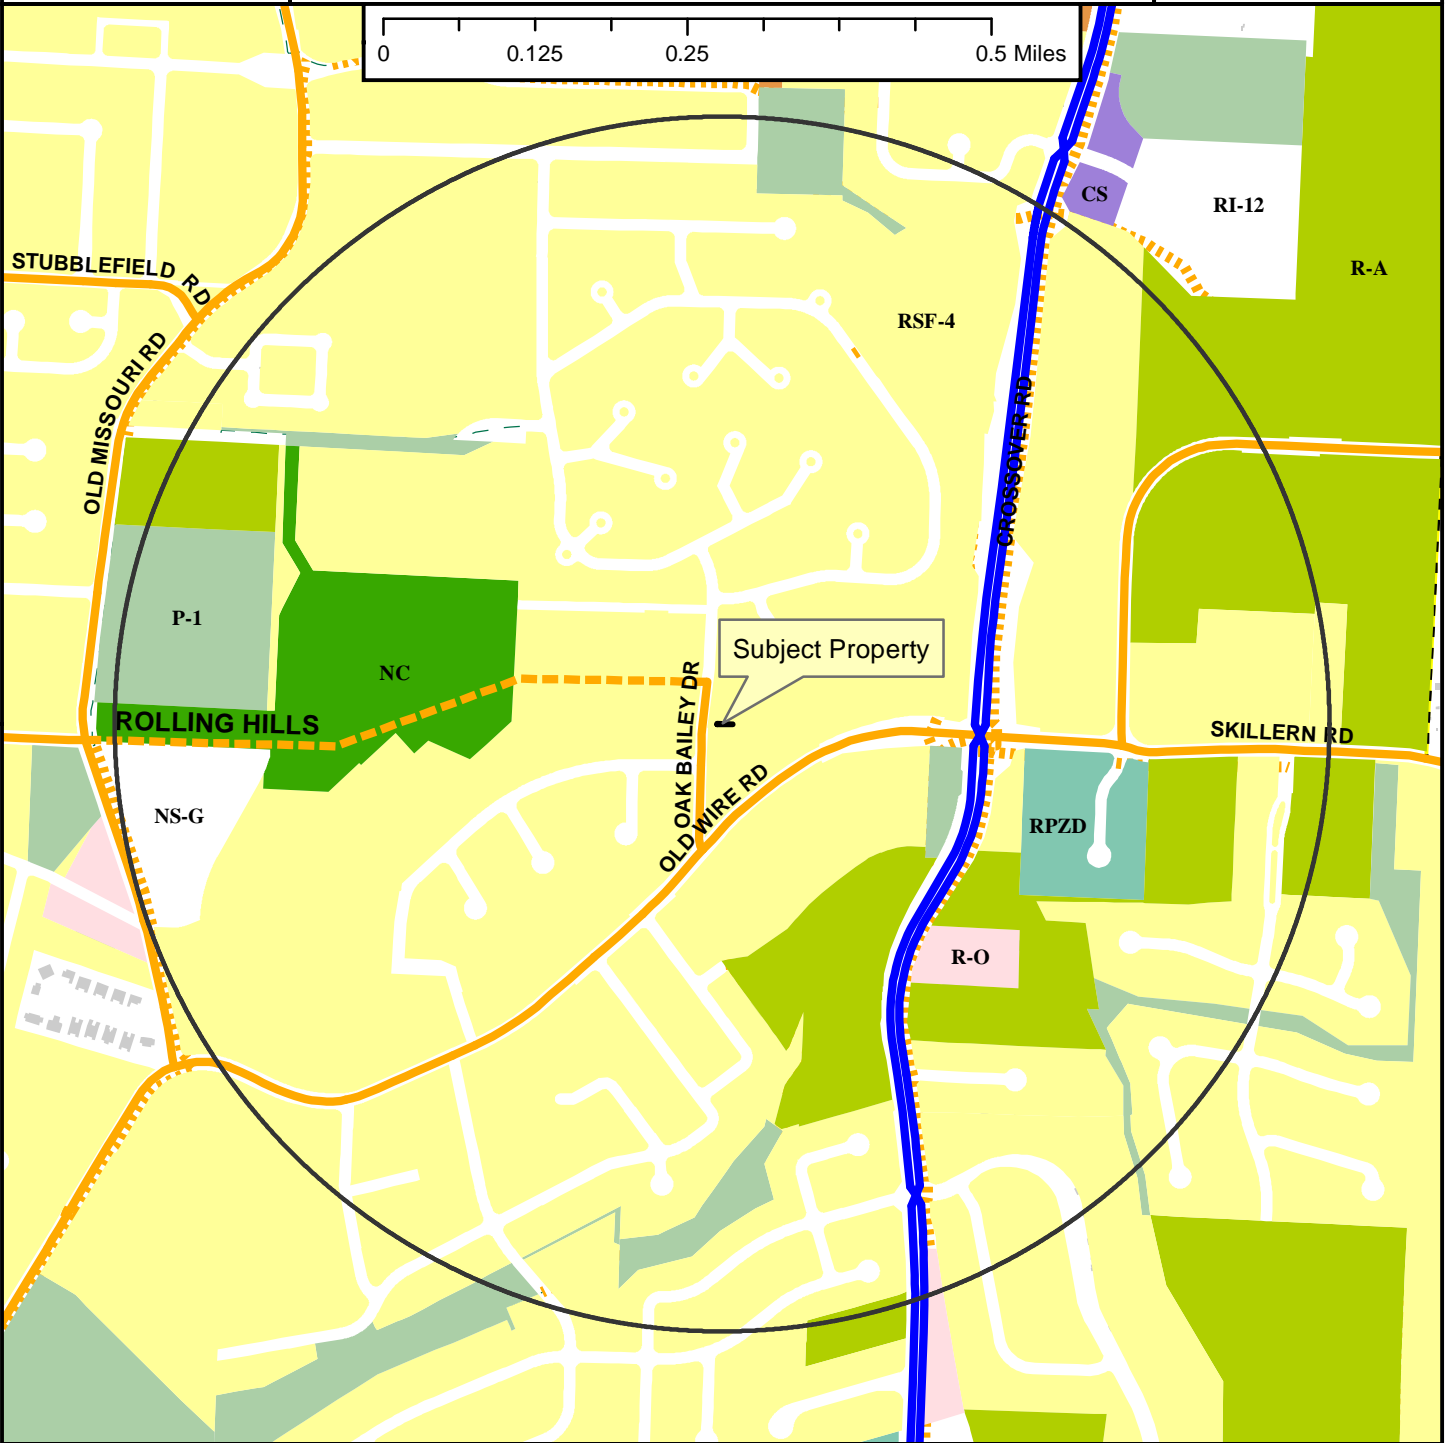 0 0.125 0.25 0.5 Miles
CS
RI-12
R-A
STUBBLEFIELD RD
RSF-4
OLD MISSOURI RD
CROSSOVER RD
P-1
NC
Subject Property
OAK BAILEY DR
ROLLING HILLS
SKILLERN RD
NS-G
OLD WIRE RD
RPZD
R-O